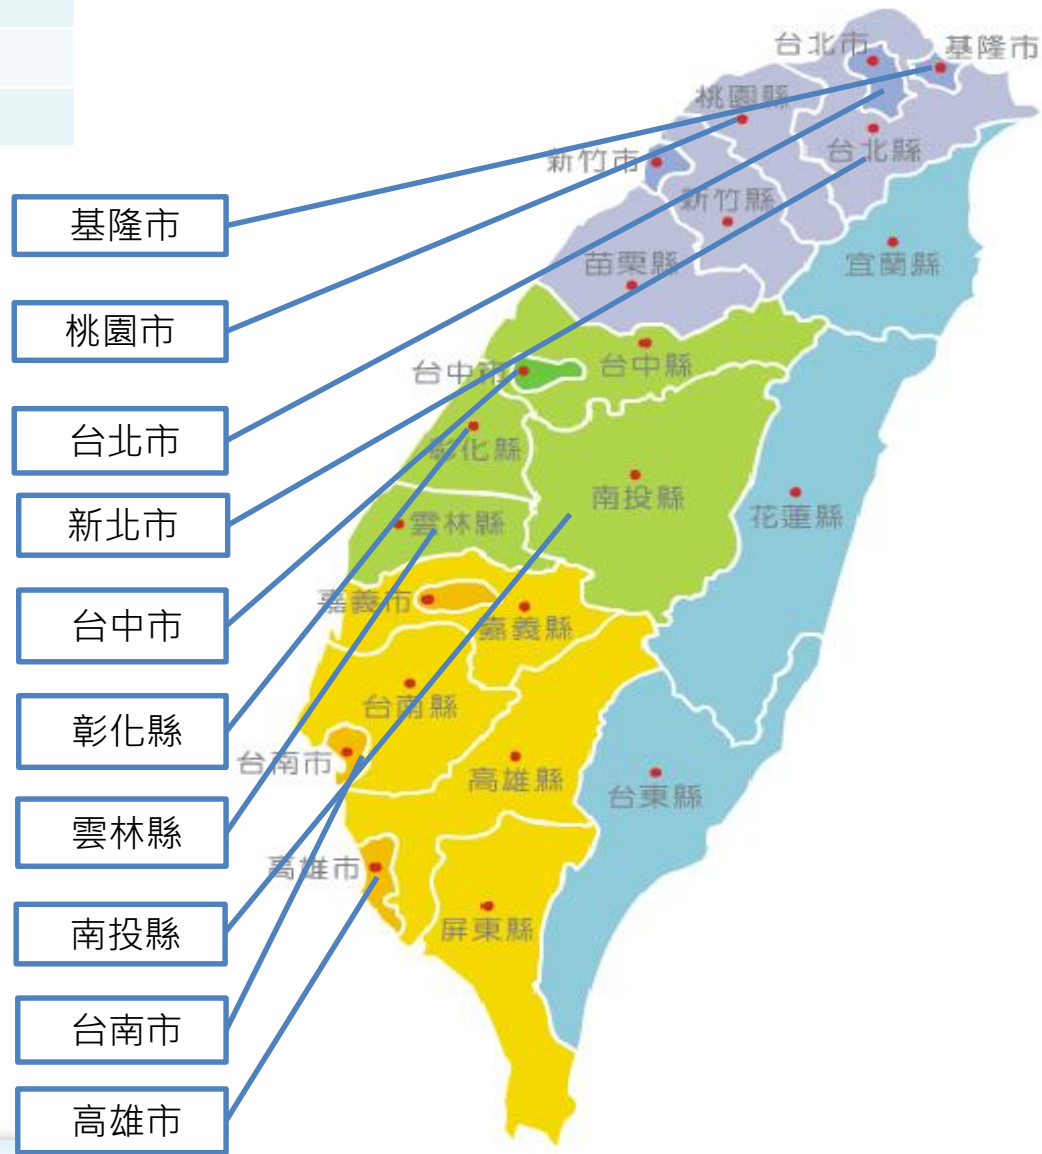 台北市
基隆市
桃園縣
新竹市
台北縣
新竹縣
苗栗縣
宜蘭縣
台中市
台中縣
彰化縣
南投縣
雲林縣
花蓮縣
嘉義市
嘉義縣
台南縣
台南市
高雄縣
台東縣
高雄市
屏東縣
基隆市
桃園市
台北市
新北市
台中市
彰化縣
雲林縣
南投縣
台南市
高雄市